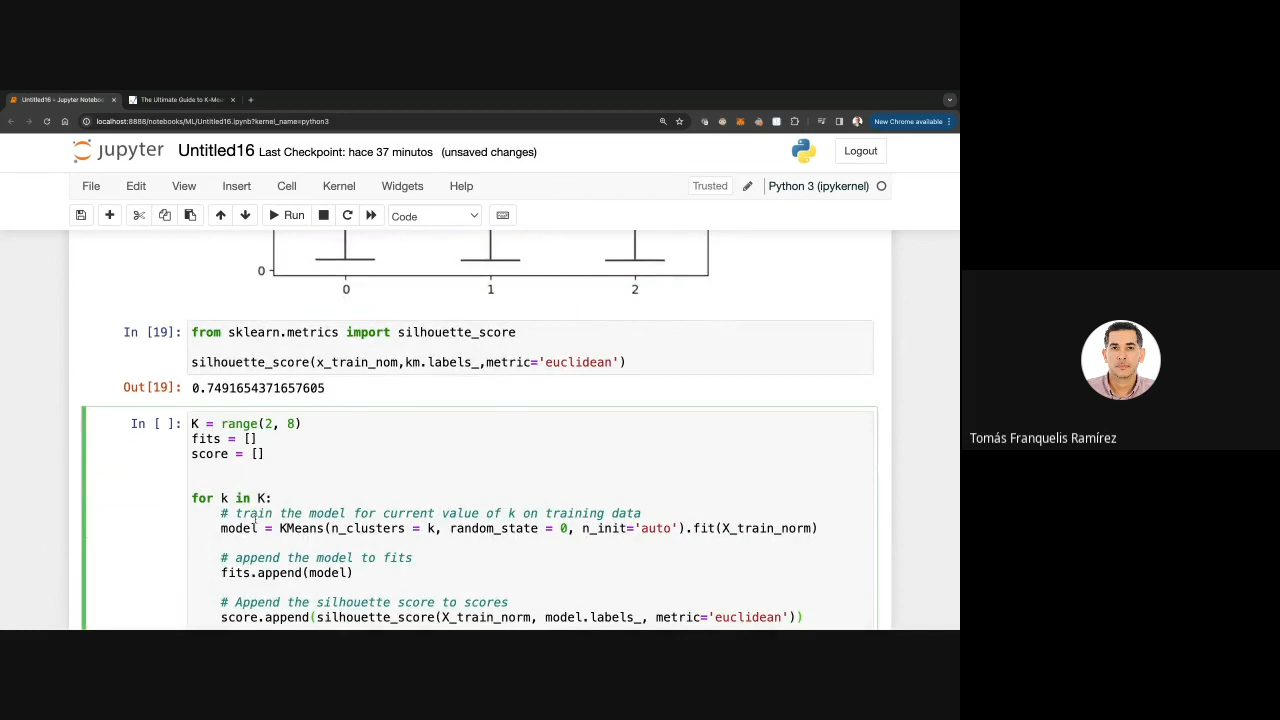 Untitled16 - Jupyter Noteboo
The Ultimate Guide to K-Me
localhost:8888/notebooks/ML/Untitled16.ipynb?kernel_name=python3
New Chrome available
jupyter Untitled16 Last Checkpoint: hace 37 minutos (unsaved changes)
Logout
File Edit View Insert Cell Kernel Widgets Help
Trusted
Python 3 (ipykernel)
Run
Code
0
0 1 2
In [19]: from sklearn.metrics import silhouette_score
silhouette_score(x_train_nom,km.labels_,metric='euclidean')
Out[19]: 0.7491654371657605
In [ ]: K = range(2, 8)
fits = []
score = []
for k in K:
# train the model for current value of k on training data
model = KMeans(n_clusters = k, random_state = 0, n_init='auto').fit(X_train_norm)
# append the model to fits
fits.append(model)
# Append the silhouette score to scores
score.append(silhouette_score(X_train_norm, model.labels_, metric='euclidean'))
Tomás Franquelis Ramírez